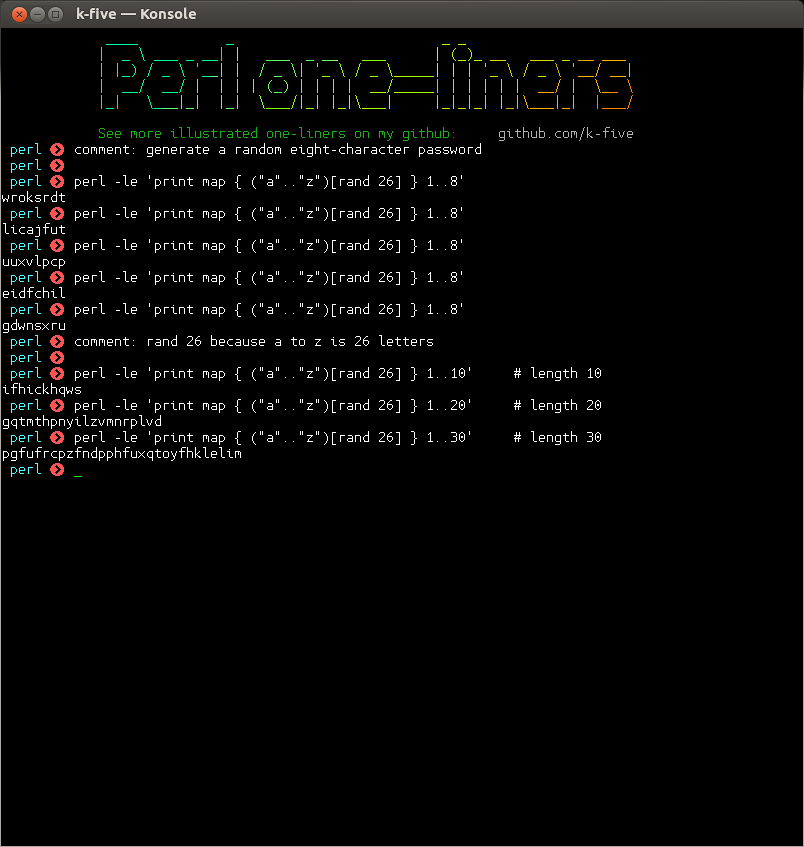 k-five — Konsole
Perl one-liners
See more illustrated one-liners on my github: github.com/k-five
perl comment: generate a random eight-character password
perl
perl perl -le 'print map { ("a".."z")[rand 26] } 1..8'
wroksrdt
perl perl -le 'print map { ("a".."z")[rand 26] } 1..8'
licajfut
perl perl -le 'print map { ("a".."z")[rand 26] } 1..8'
uuxvlpcp
perl perl -le 'print map { ("a".."z")[rand 26] } 1..8'
eidfchil
perl perl -le 'print map { ("a".."z")[rand 26] } 1..8'
gdwnsxru
perl comment: rand 26 because a to z is 26 letters
perl
perl perl -le 'print map { ("a".."z")[rand 26] } 1..10' # length 10
ifhickhqws
perl perl -le 'print map { ("a".."z")[rand 26] } 1..20' # length 20
gqtmthpnyilzvmnrplvd
perl perl -le 'print map { ("a".."z")[rand 26] } 1..30' # length 30
pgfufrcpzfndpphfuxqtoyfhklelim
perl _